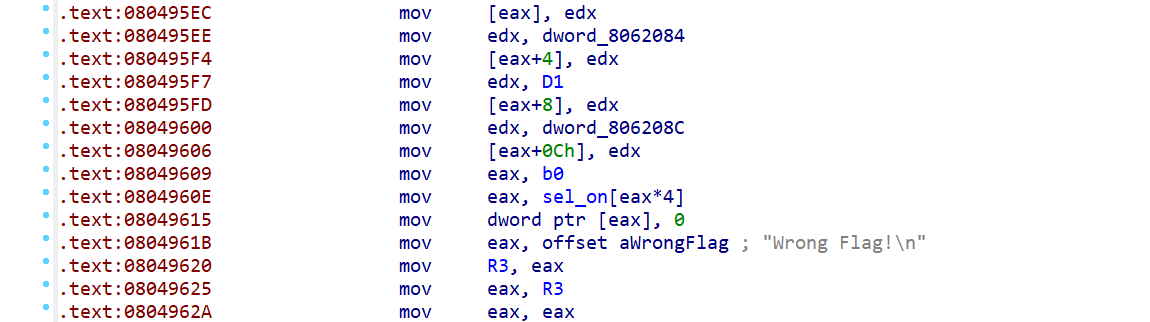 .text:080495EC mov [eax], edx
.text:080495EE mov edx, dword_8062084
.text:080495F4 mov [eax+4], edx
.text:080495F7 mov edx, D1
.text:080495FD mov [eax+8], edx
.text:08049600 mov edx, dword_806208C
.text:08049606 mov [eax+0Ch], edx
.text:08049609 mov eax, b0
.text:0804960E mov eax, sel_on[eax*4]
.text:08049615 mov dword ptr [eax], 0
.text:0804961B mov eax, offset aWrongFlag ; "Wrong Flag!\n"
.text:08049620 mov R3, eax
.text:08049625 mov eax, R3
.text:0804962A mov eax, eax